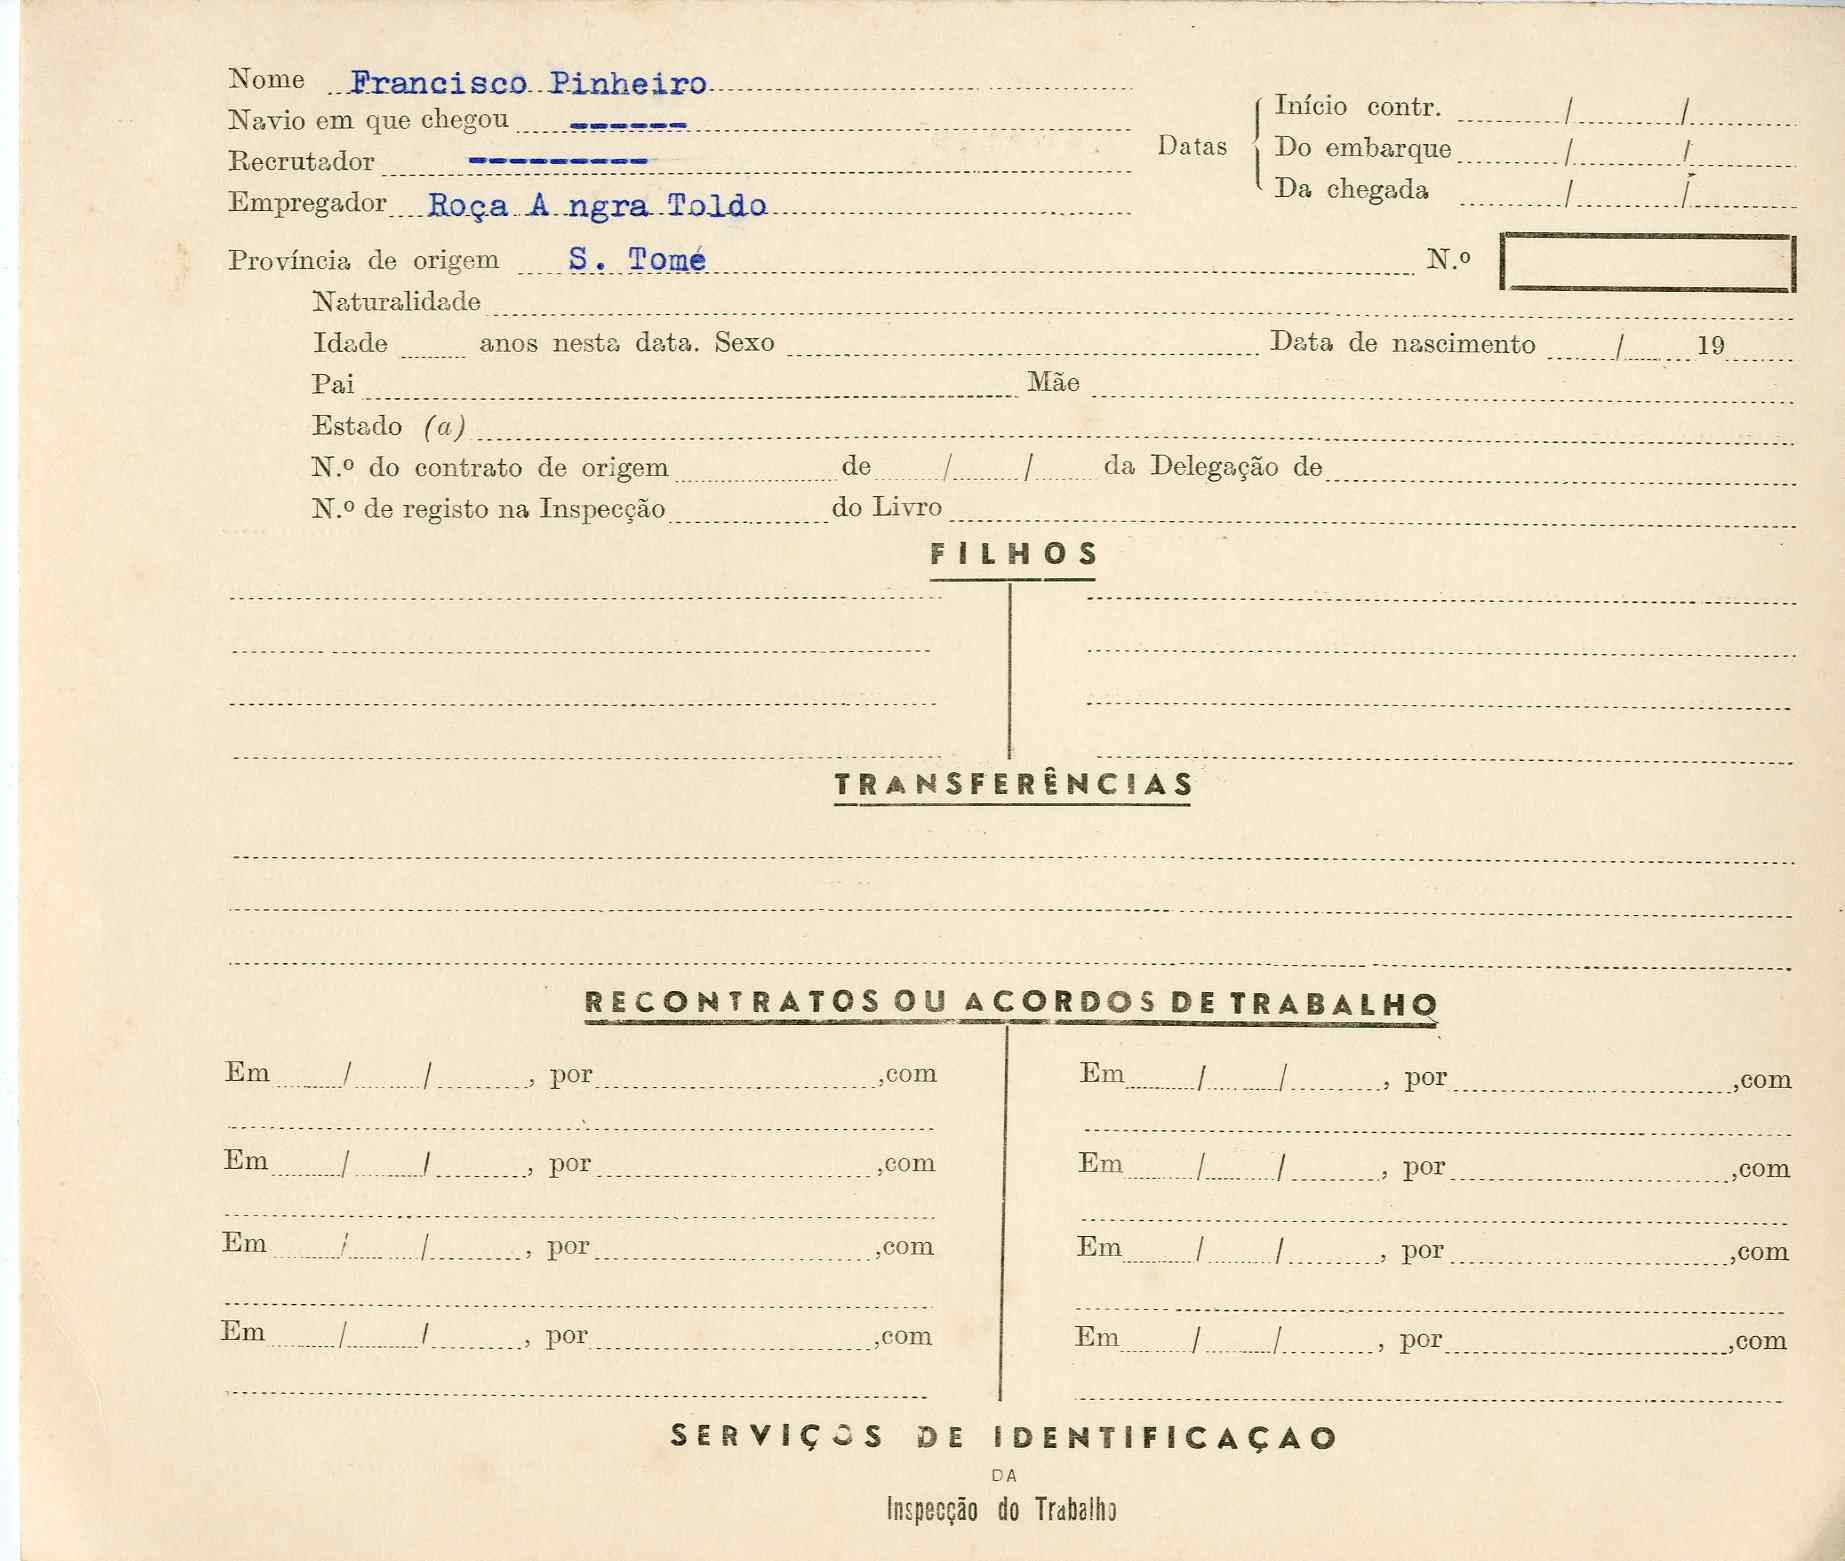 Nome Francisco Pinheiro
Navio em que chegou ------
Recrutador ---------
Empregador Roça A ngra Toldo
Datas
Início contr. / /
Do embarque / /
Da chegada / /
Província de origem S. Tomé N.º
Naturalidade
Idade anos nesta data. Sexo Data de nascimento / 19
Pai Mãe
Estado (a)
N.º do contrato de origem de / / da Delegação de
N.º de registo na Inspecção do Livro
FILHOS
TRANSFERÊNCIAS
RECONTRATOS OU ACORDOS DE TRABALHO
Em / / , por ,com Em / / , por ,com
Em / / , por ,com Em / / , por ,com
Em / / , por ,com Em / / , por ,com
Em / / , por ,com Em / / , por ,com
SERVIÇOS DE IDENTIFICAÇAO
DA
Inspecção do Trabalho